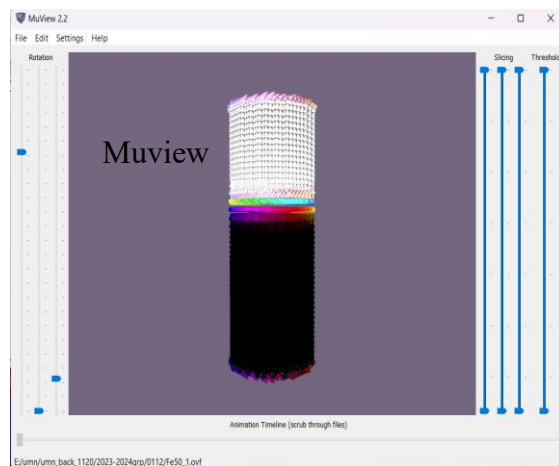 MuView 2.2
File Edit Settings Help
Rotation
Slicing
Threshold
Muview
Animation Timeline (scrub through files)
E:/umn/umn_back_1120/2023-2024grp/0112/Fe50_1.ovf